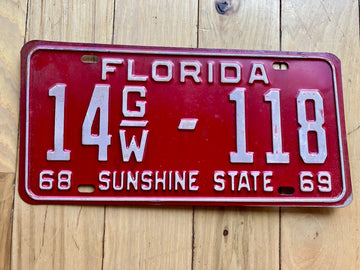 FLORIDA
14 G/W - 118
68 SUNSHINE STATE 69